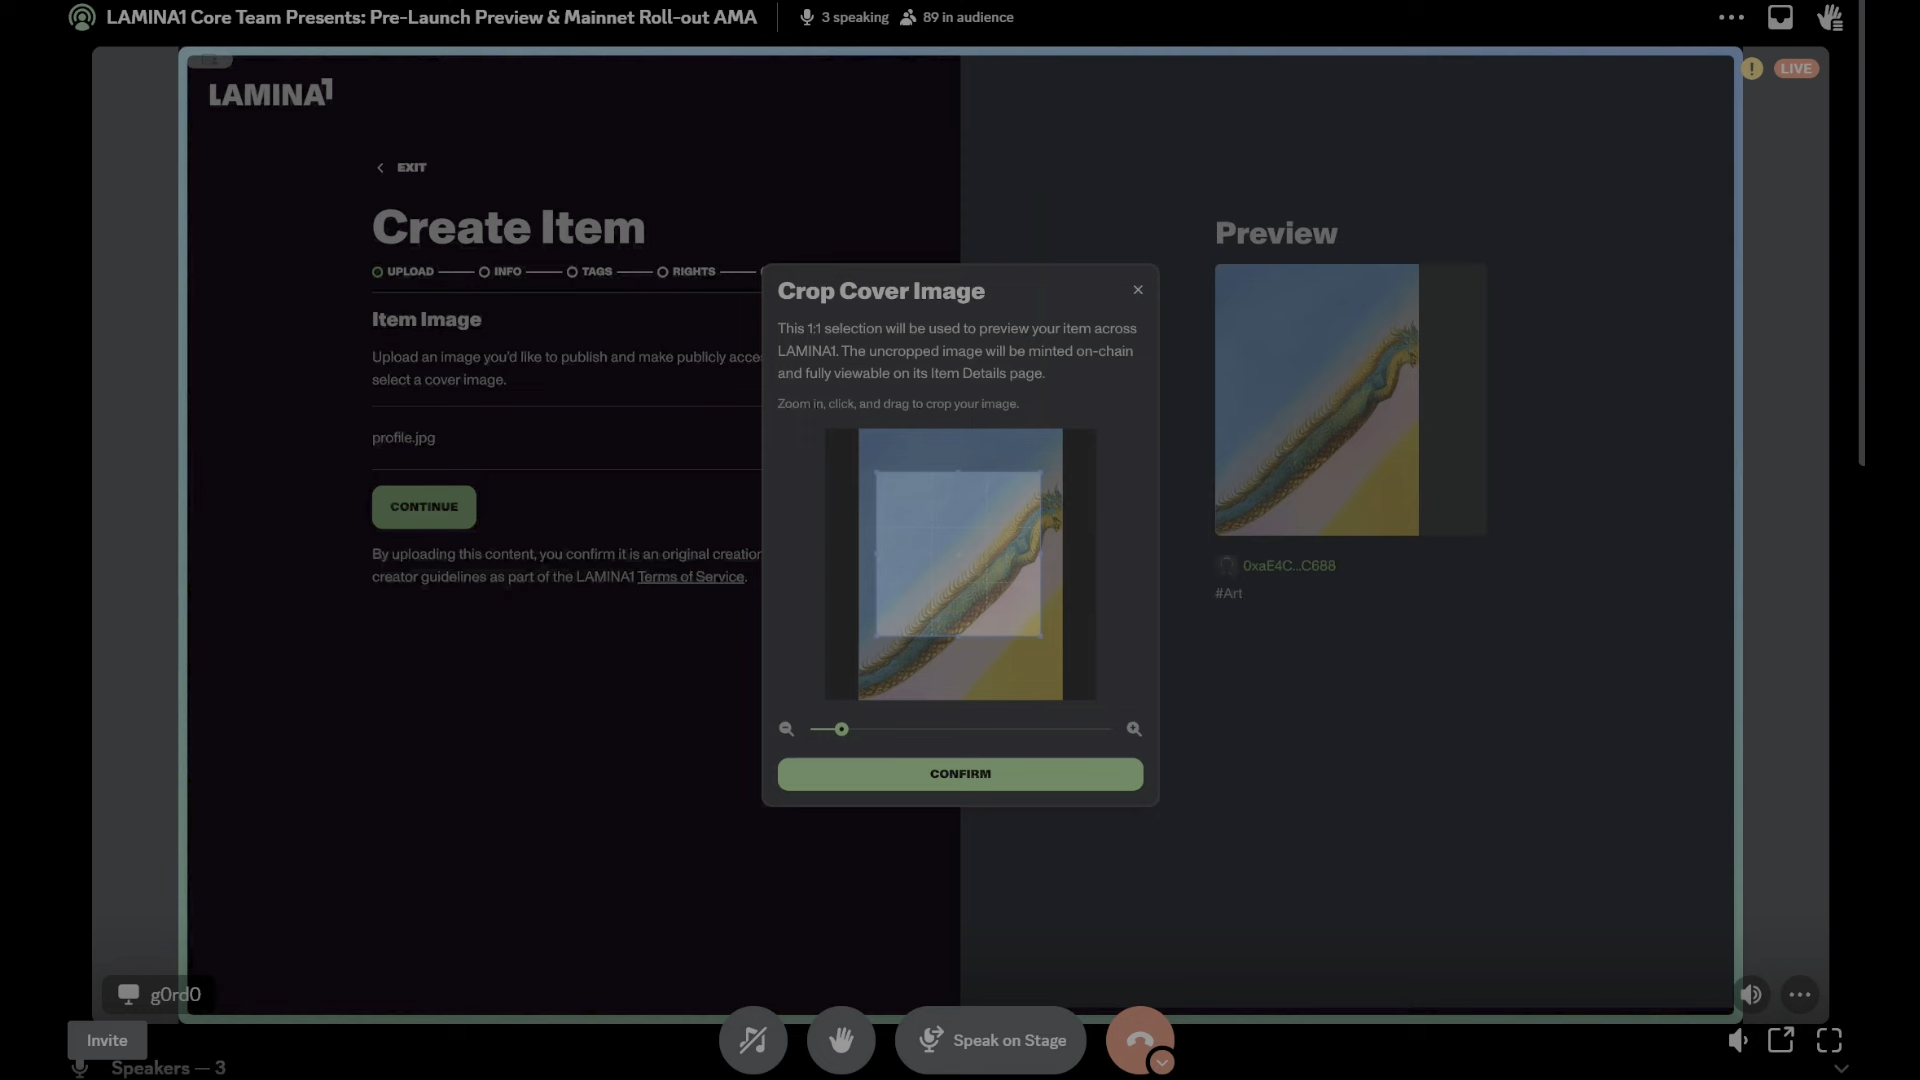 LAMINA1 Core Team Presents: Pre-Launch Preview & Mainnet Roll-out AMA
3 speaking
89 in audience
LIVE
LAMINA1
EXIT
Create Item
UPLOAD
INFO
TAGS
RIGHTS
Item Image
Upload an image you'd like to publish and make publicly acce
select a cover image.
profile.jpg
CONTINUE
By uploading this content, you confirm it is an original creation
creator guidelines as part of the LAMINA1 Terms of Service.
Crop Cover Image
This 1:1 selection will be used to preview your item across
LAMINA1. The uncropped image will be minted on-chain
and fully viewable on its Item Details page.
Zoom in, click, and drag to crop your image.
CONFIRM
Preview
0xaE4C...C688
#Art
g0rd0
Invite
Speak on Stage
Speakers — 3